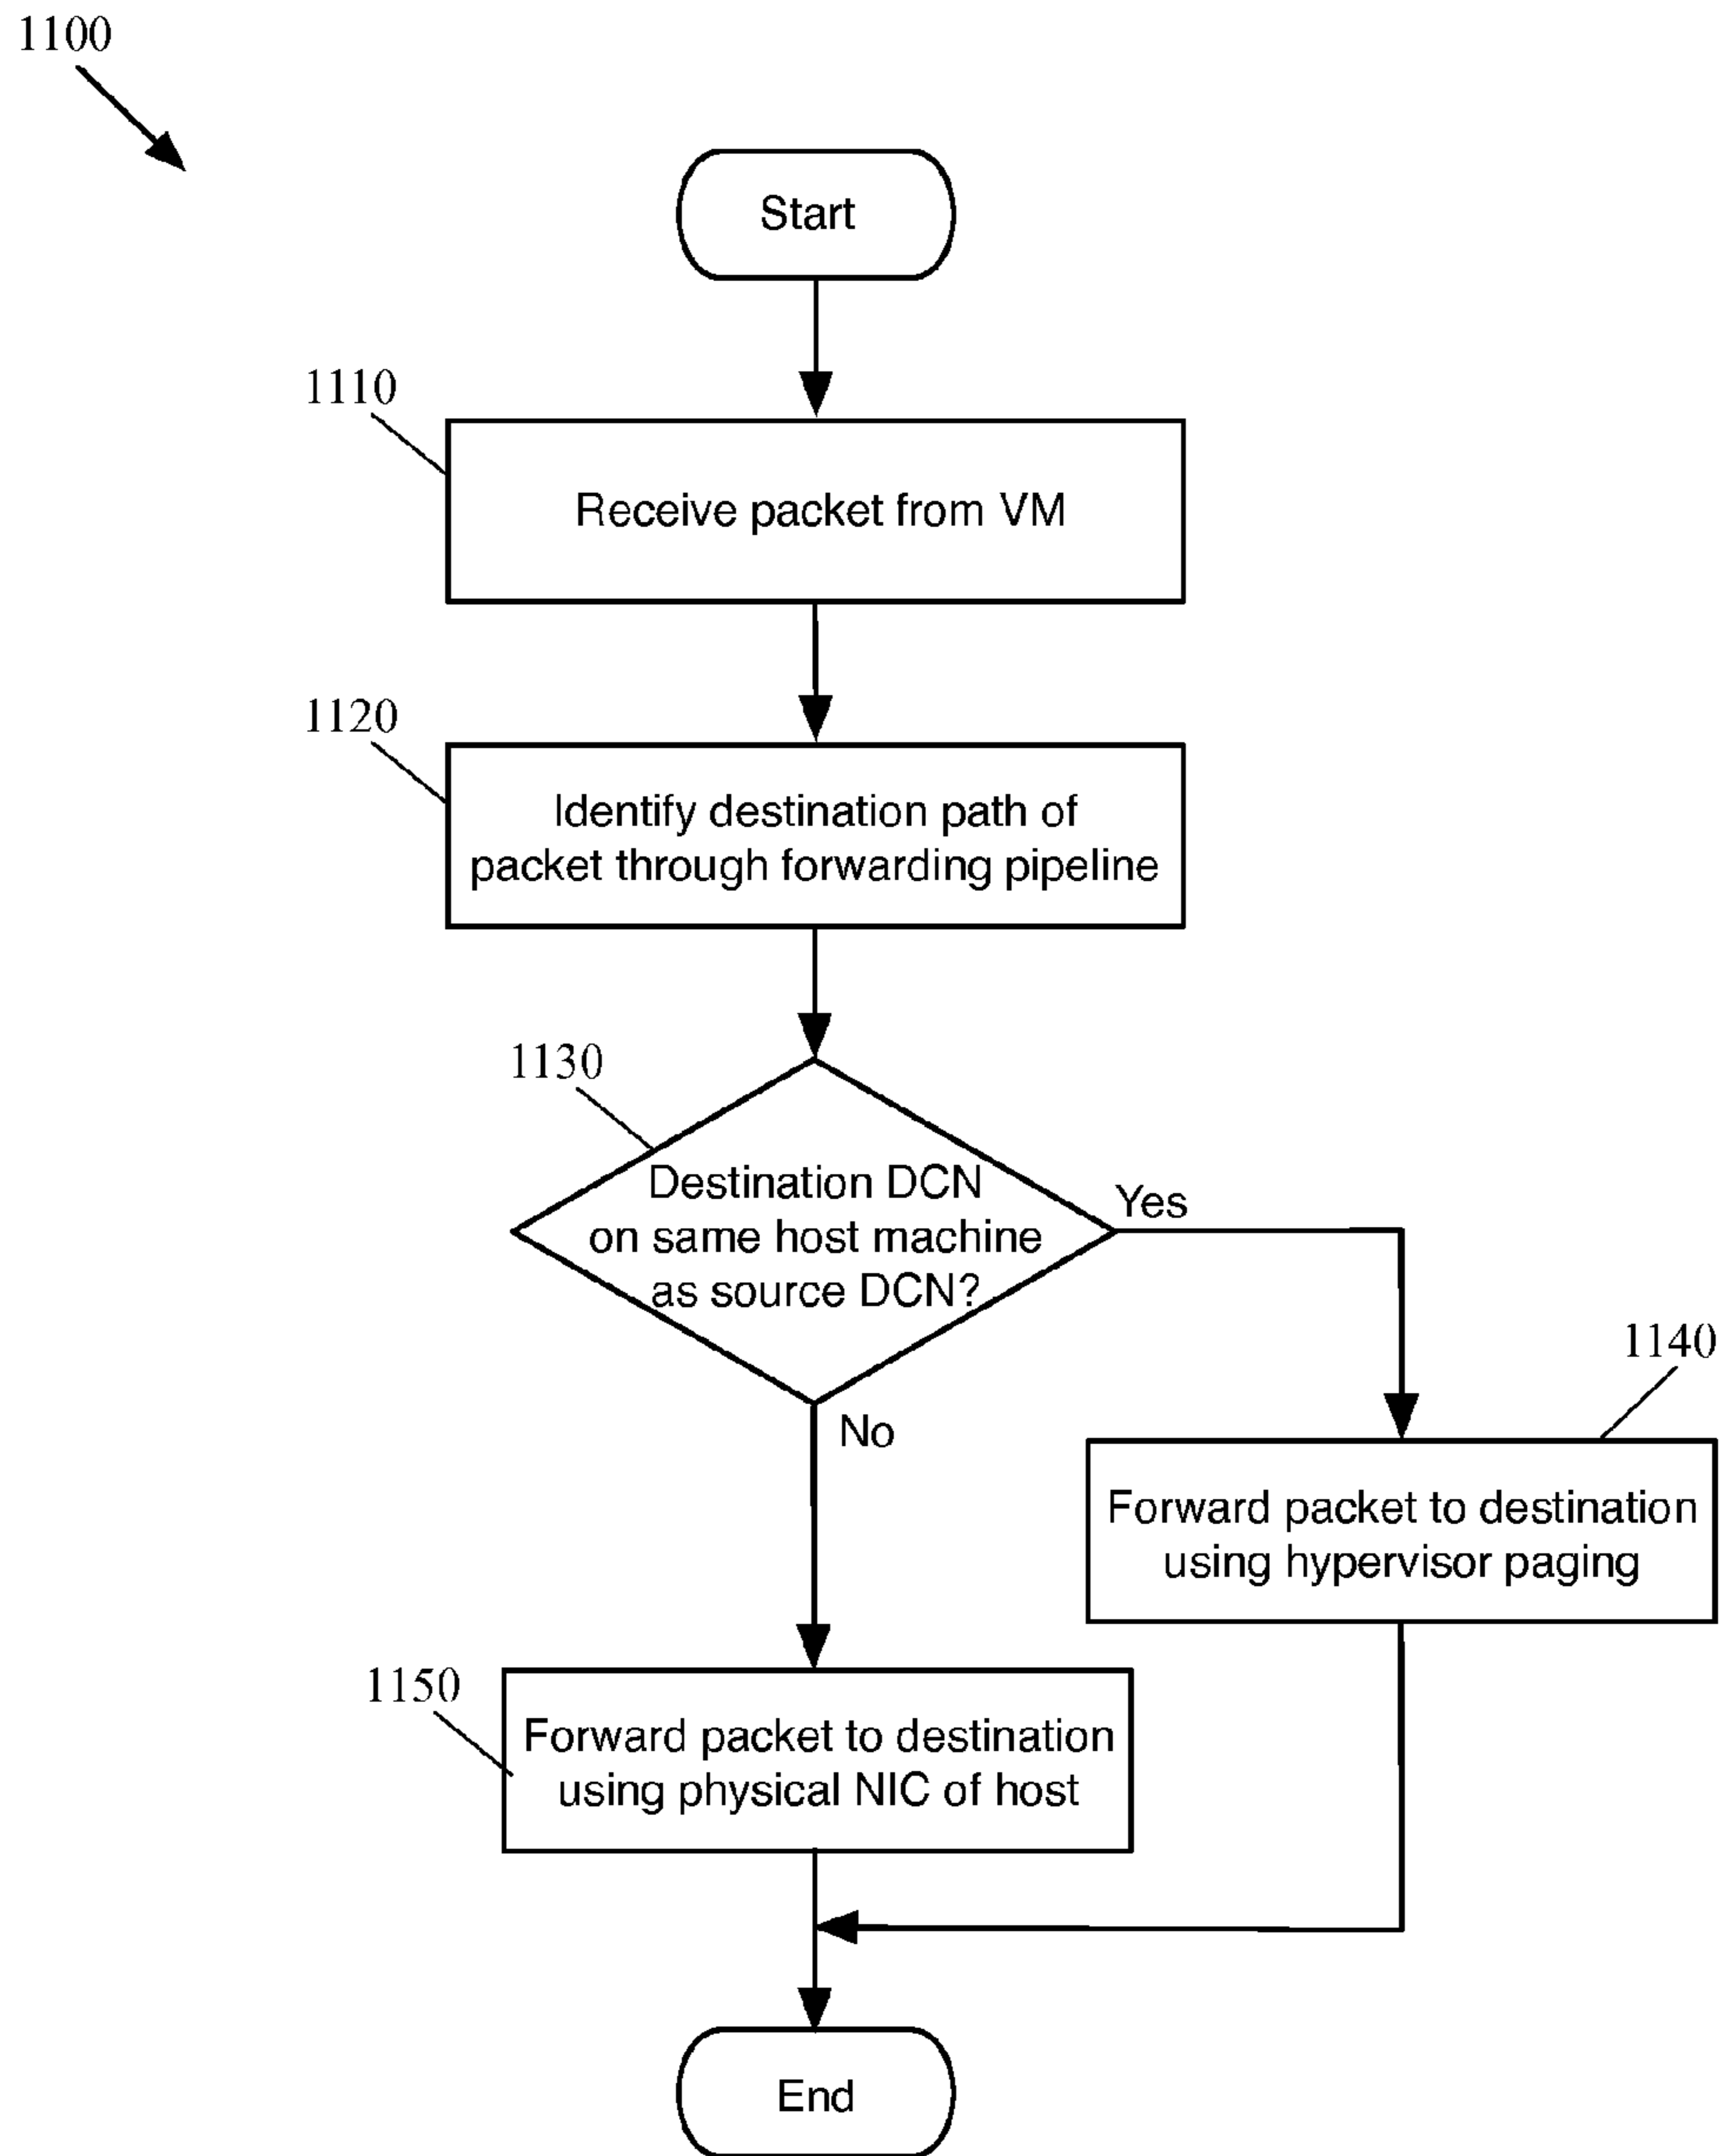 1100
Start
1110
Receive packet from VM
1120
Identify destination path of
packet through forwarding pipeline
1130
Destination DCN
on same host machine
as source DCN?
Yes
No
1140
Forward packet to destination
using hypervisor paging
1150
Forward packet to destination
using physical NIC of host
End